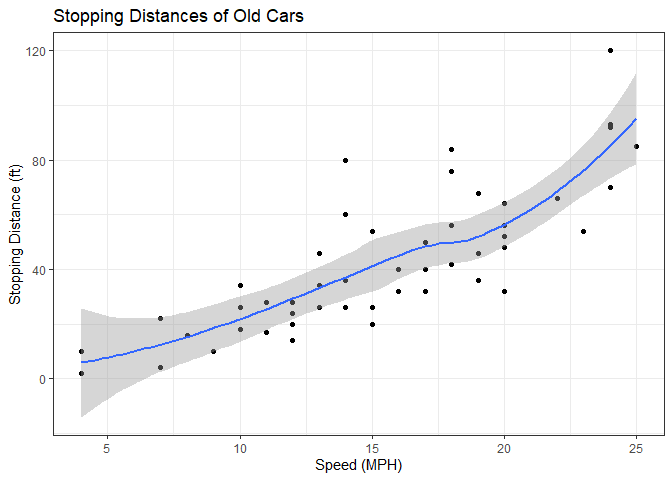 Stopping Distances of Old Cars
120
80
40
0
Stopping Distance (ft)
5 10 15 20 25
Speed (MPH)